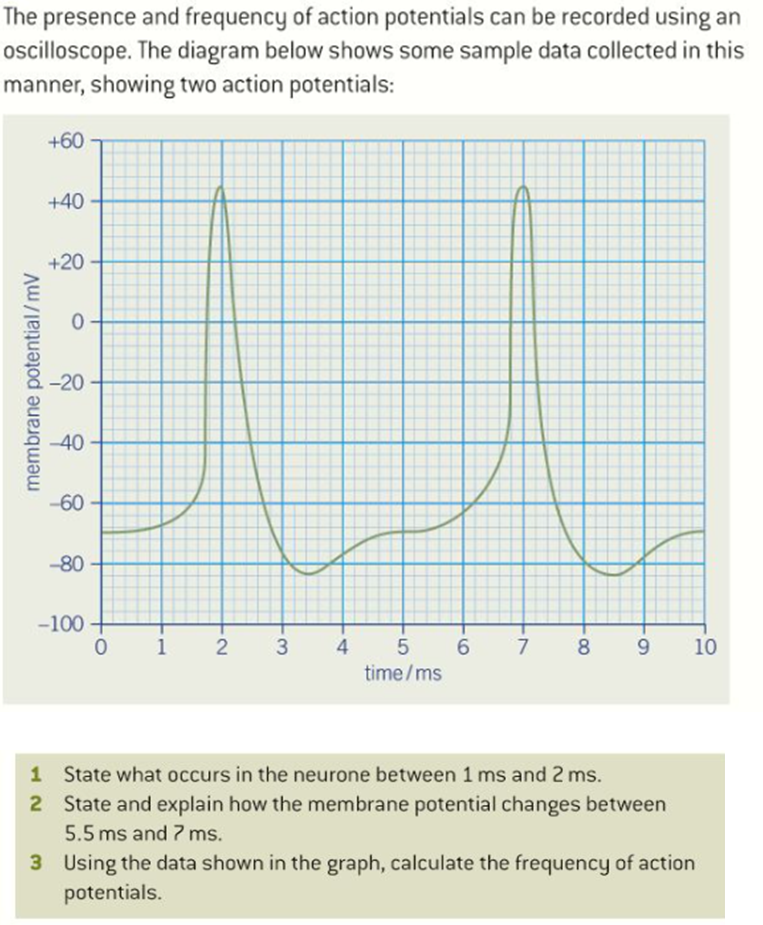 The presence and frequency of action potentials can be recorded using an
oscilloscope. The diagram below shows some sample data collected in this
manner, showing two action potentials:
+60
+40
+20
0
–20
–40
–60
–80
–100
membrane potential/mV
0 1 2 3 4 5 6 7 8 9 10
time/ms
1 State what occurs in the neurone between 1 ms and 2 ms.
2 State and explain how the membrane potential changes between
5.5 ms and 7 ms.
3 Using the data shown in the graph, calculate the frequency of action
potentials.